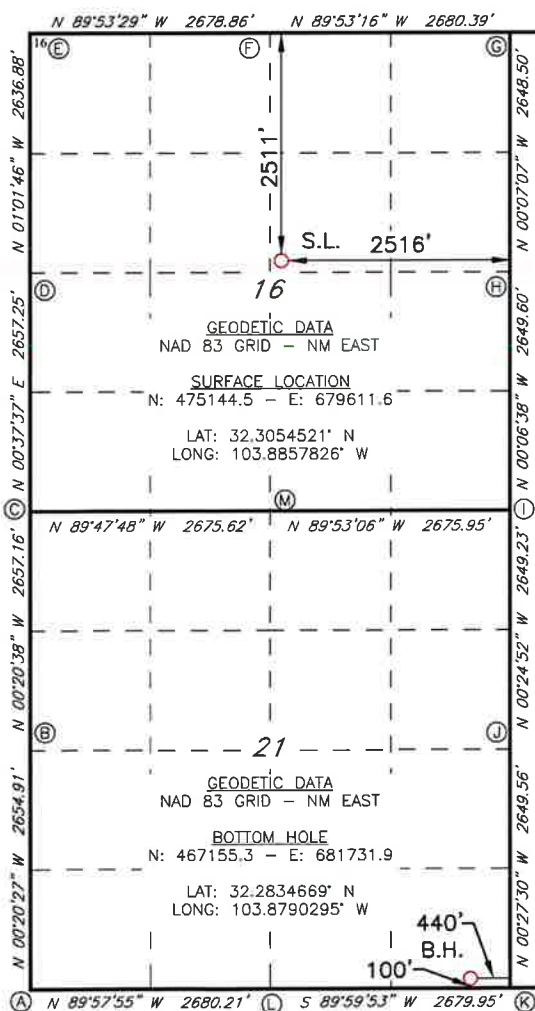 N 89°53'29" W 2678.86' N 89°53'16" W 2680.39'
16 E F G
N 01°01'46" W 2636.88'
2511'
N 00°07'07" W 2648.50'
S.L. 2516'
D 16 H
N 00°37'37" E 2657.25'
GEODETIC DATA
NAD 83 GRID - NM EAST
SURFACE LOCATION
N: 475144.5 - E: 679611.6
LAT: 32.3054521° N
LONG: 103.8857826° W
N 00°06'38" W 2649.60'
C M I
N 89°47'48" W 2675.62' N 89°53'06" W 2675.95'
N 00°20'38" W 2657.16'
N 00°24'52" W 2649.23'
B J
21
N 00°20'27" W 2654.91'
GEODETIC DATA
NAD 83 GRID - NM EAST
BOTTOM HOLE
N: 467155.3 - E: 681731.9
LAT: 32.2834669° N
LONG: 103.8790295° W
N 00°27'30" W 2649.56'
440'
B.H.
100'
A N 89°57'55" W 2680.21' L S 89°59'53" W 2679.95' K